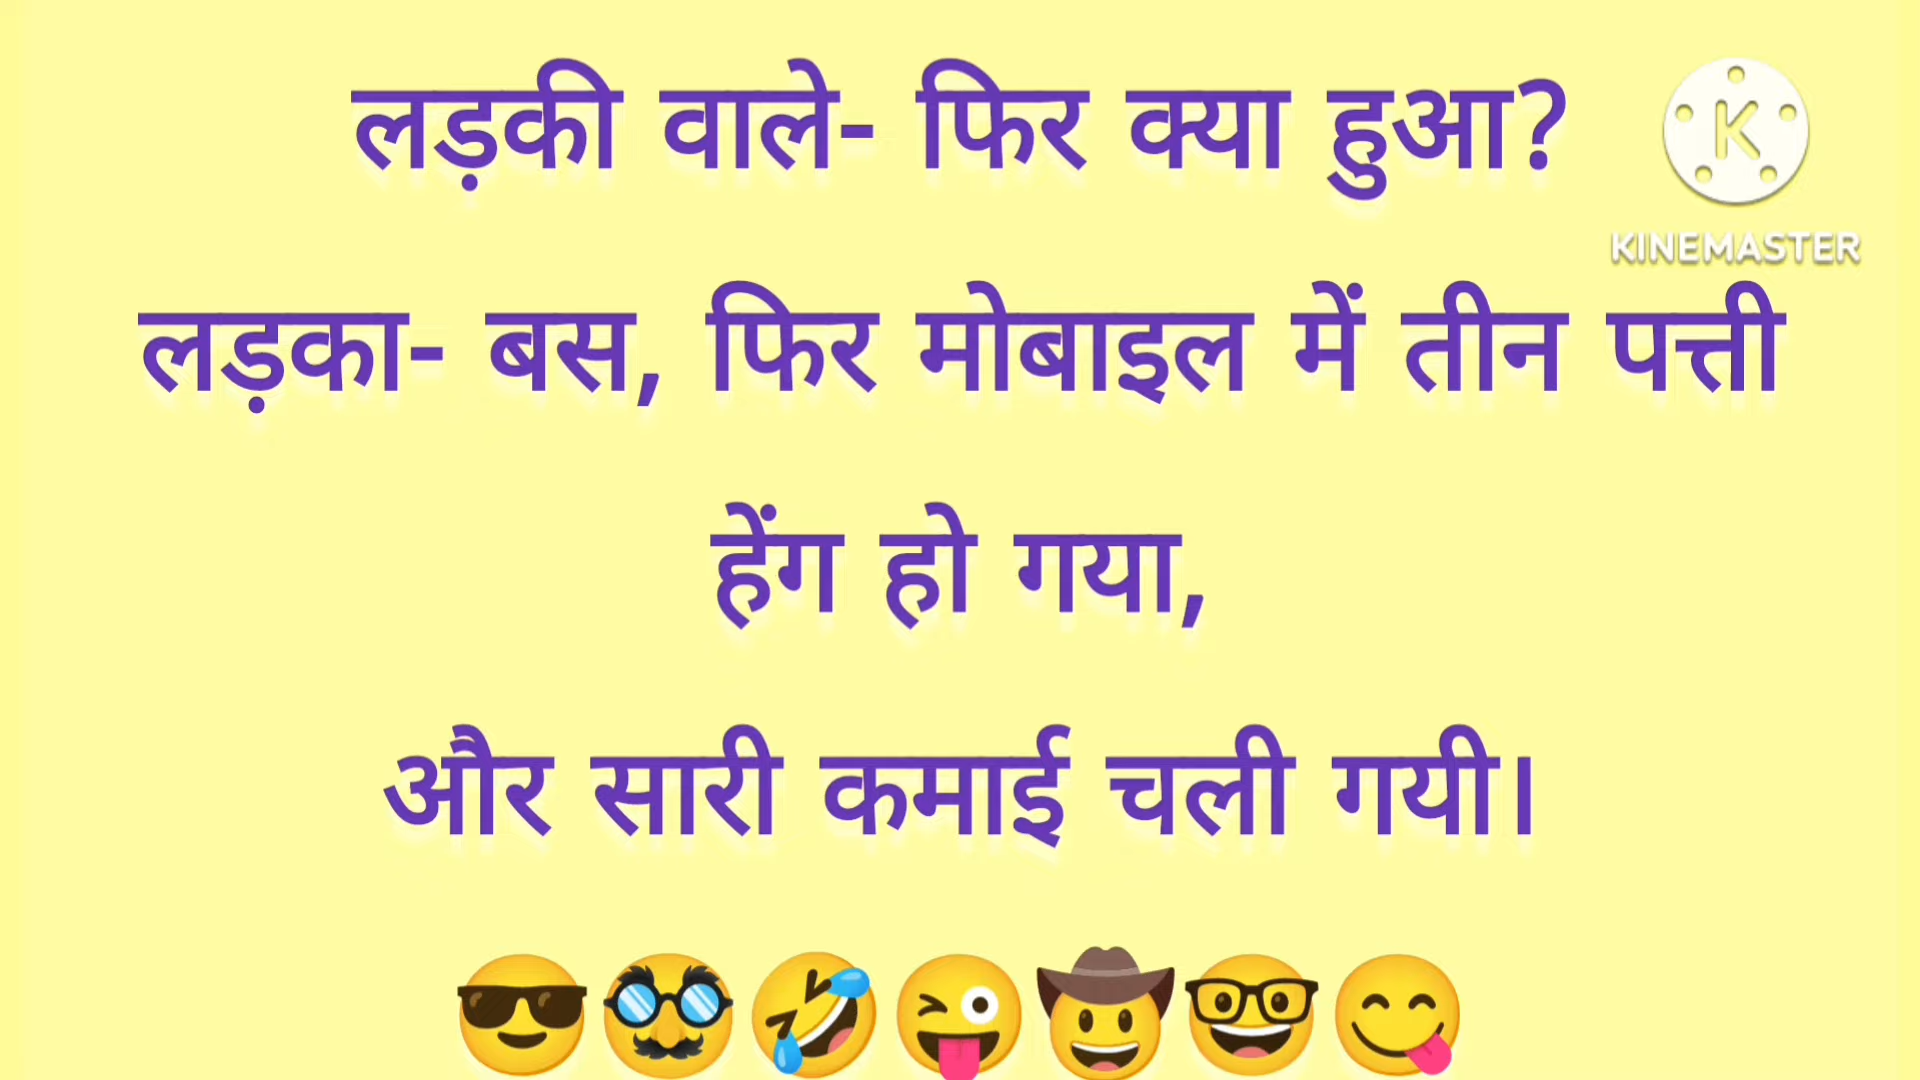 लड़की वाले- फिर क्या हुआ?
KINEMASTER
लड़का- बस, फिर मोबाइल में तीन पत्ती
हेंग हो गया,
और सारी कमाई चली गयी।